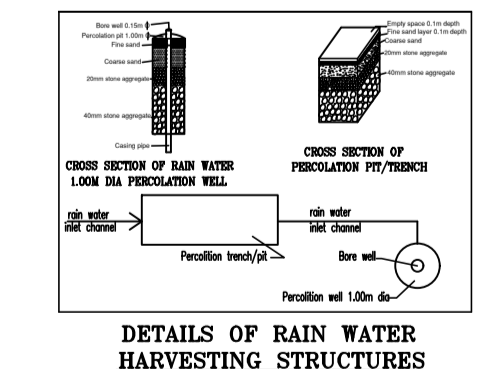 Bore well 0.15m ϕ
Percolation pit 1.00m ϕ
Fine sand
Coarse sand
20mm stone aggregate
40mm stone aggregate
Casing pipe
CROSS SECTION OF RAIN WATER
1.00M DIA PERCOLATION WELL
Empty space 0.1m depth
Fine sand layer 0.1m depth
Coarse sand
20mm stone aggregate
40mm stone aggregate
CROSS SECTION OF
PERCOLATION PIT/TRENCH
rain water
inlet channel
Percolition trench/pit
rain water
inlet channel
Bore well
Percolition well 1.00m dia
DETAILS OF RAIN WATER
HARVESTING STRUCTURES